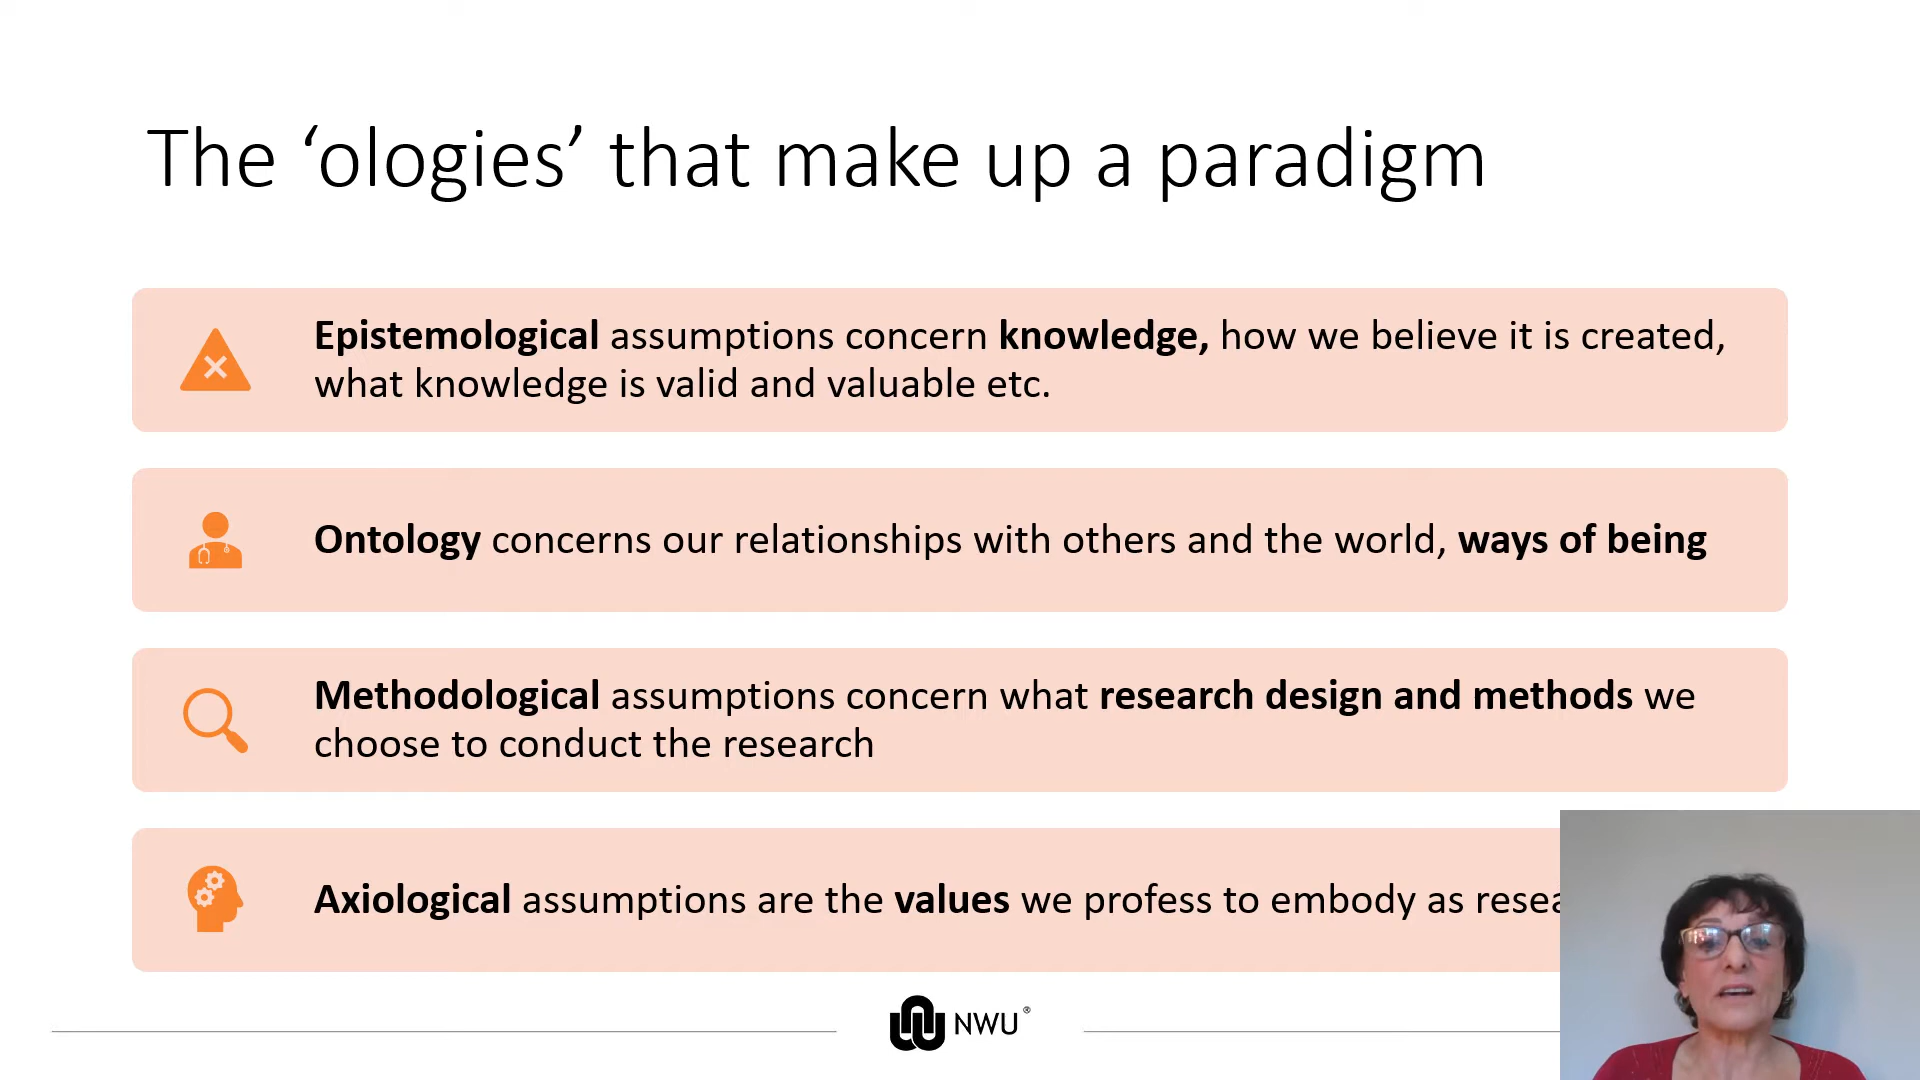 The ‘ologies’ that make up a paradigm
Epistemological assumptions concern knowledge, how we believe it is created,
what knowledge is valid and valuable etc.
Ontology concerns our relationships with others and the world, ways of being
Methodological assumptions concern what research design and methods we
choose to conduct the research
Axiological assumptions are the values we profess to embody as resea
NWU®